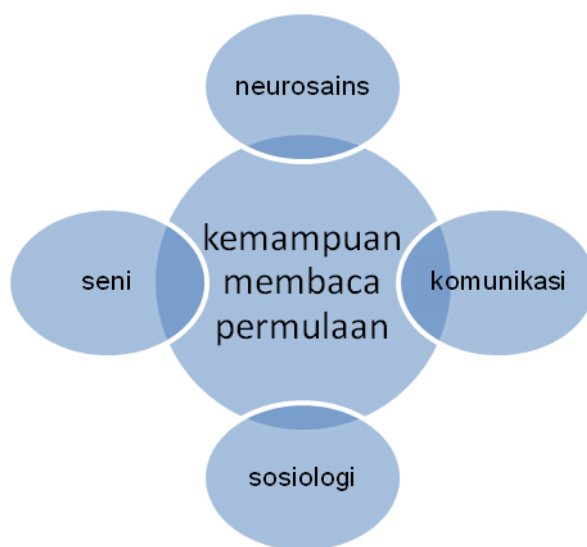 neurosains
kemampuan
membaca
permulaan
seni
komunikasi
sosiologi